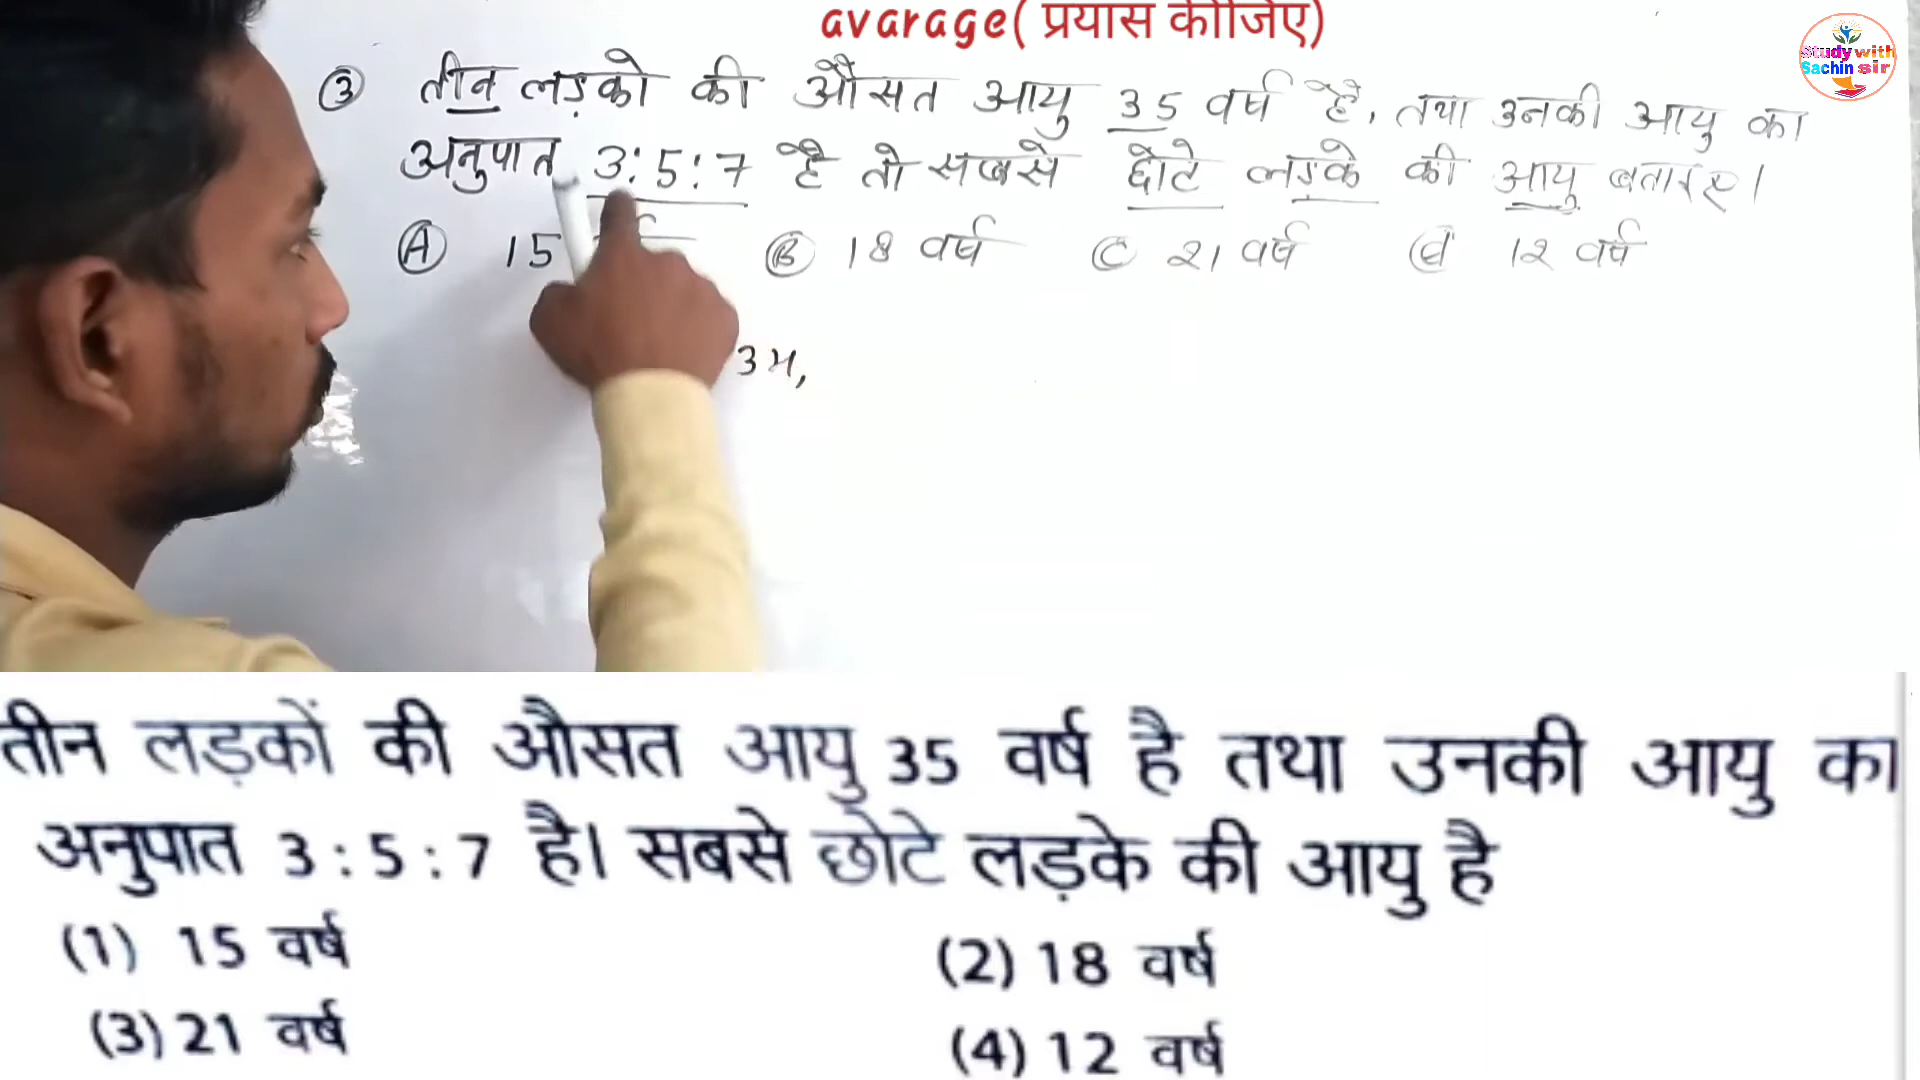 avarage( प्रयास कीजिए)
Study with
Sachin sir
③ तीन लड़को की औसत आयु 35 वर्ष है, तथा उनकी आयु का
अनुपात 3:5:7 है तो सबसे छोटे लड़के की आयु बताइए।
Ⓐ 15 Ⓑ 18 वर्ष Ⓒ 21 वर्ष ⓓ 12 वर्ष
तीन लड़कों की औसत आयु 35 वर्ष है तथा उनकी आयु का
अनुपात 3 : 5 : 7 है। सबसे छोटे लड़के की आयु है
(1) 15 वर्ष (2) 18 वर्ष
(3) 21 वर्ष (4) 12 वर्ष